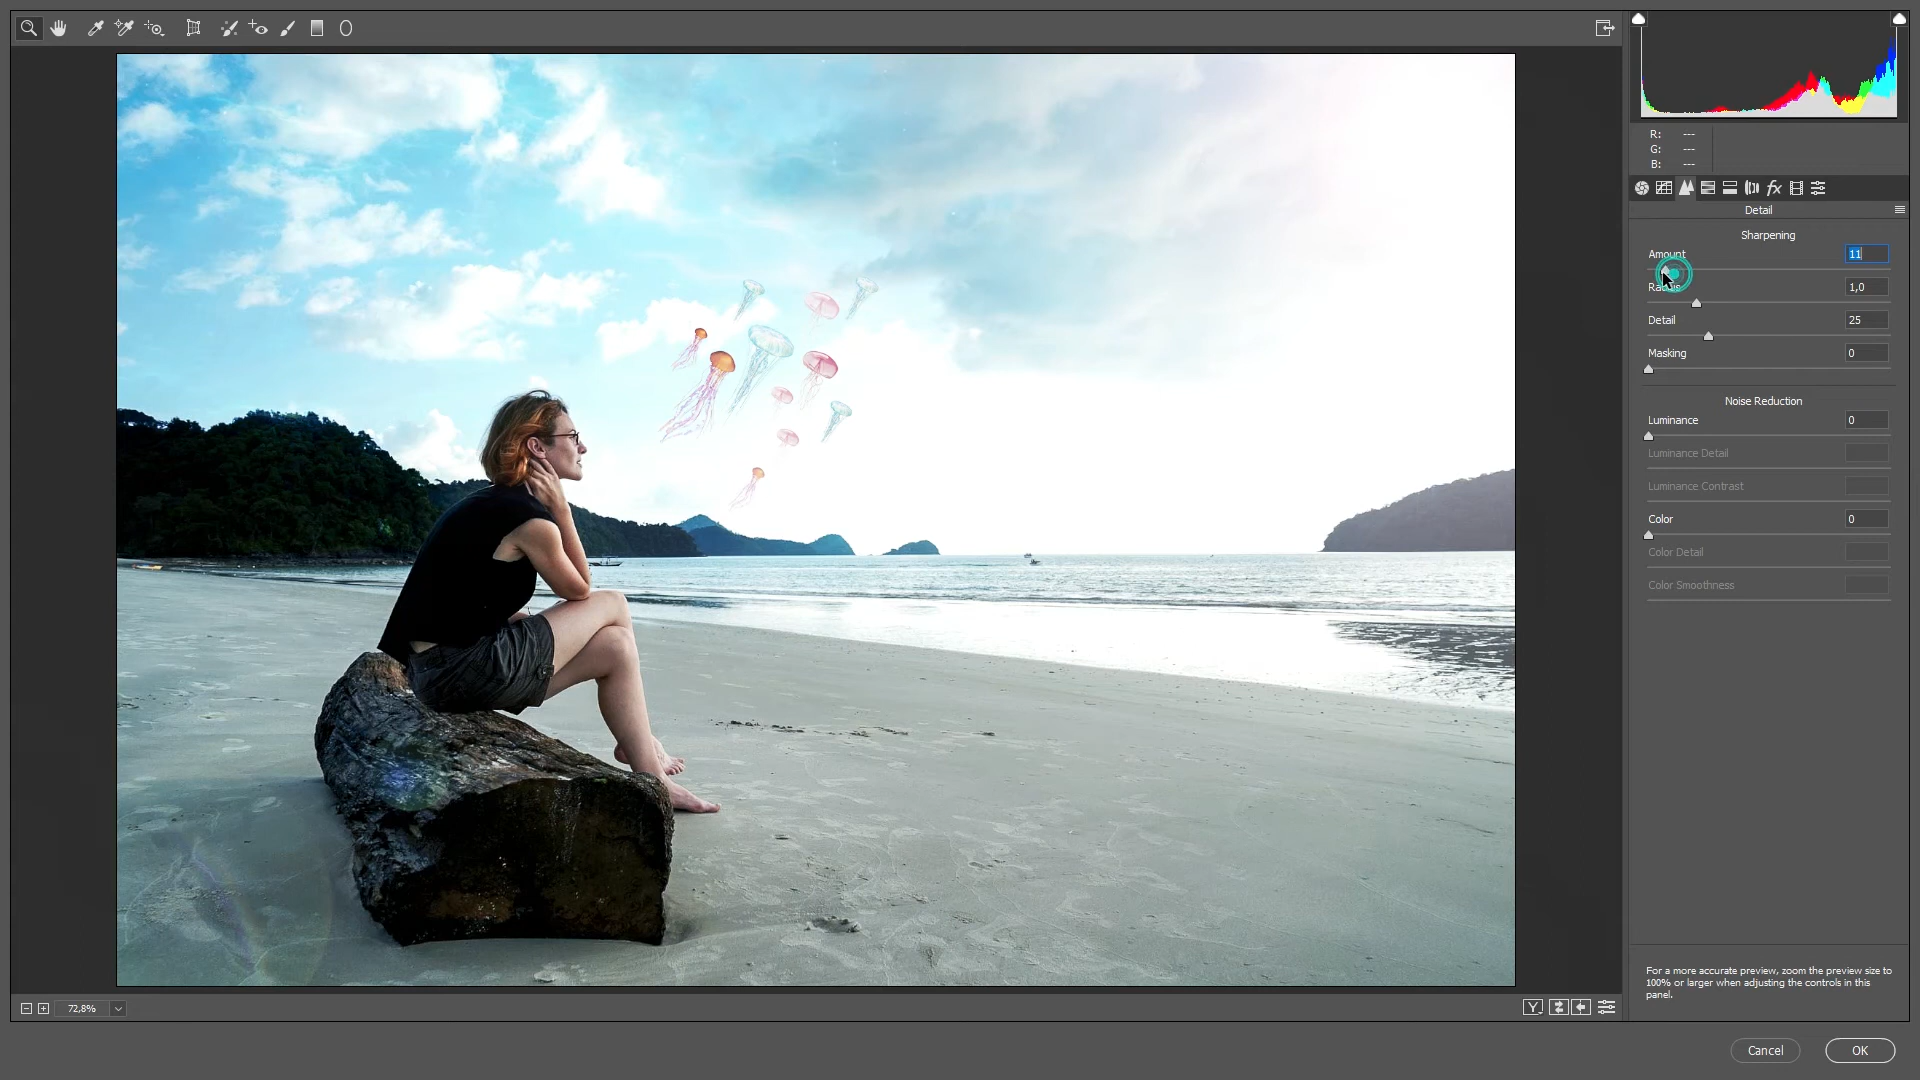 R: ---
G: ---
B: ---
fx
Detail
Sharpening
Amount 11
1,0
Detail 25
Masking 0
Noise Reduction
Luminance 0
Luminance Detail
Luminance Contrast
Color 0
Color Detail
Color Smoothness
For a more accurate preview, zoom the preview size to
100% or larger when adjusting the controls in this
panel.
72,8%
Y
Cancel OK